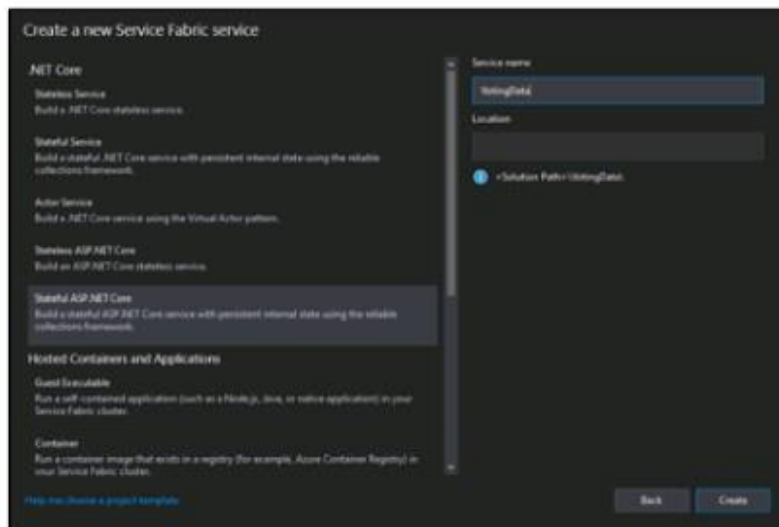 Create a new Service Fabric service
.NET Core
Stateless Service
Build a .NET Core stateless service.
Stateful Service
Build a stateful .NET Core service with persistent internal state using the reliable
collections framework.
Actor Service
Build a .NET Core service using the Virtual Actor pattern.
Stateless ASP.NET Core
Build an ASP.NET Core stateless service.
Stateful ASP.NET Core
Build a stateful ASP.NET Core service with persistent internal state using the reliable
collections framework.
Hosted Containers and Applications
Guest Executable
Run a self-contained application (such as a Node.js, Java, or native application) in your
Service Fabric cluster.
Container
Run a container image that exists in a registry (for example, Azure Container Registry) in
your Service Fabric cluster.
Help me choose a project template
Service name
VotingData
Location
<Solution Path>\VotingData\
Back
Create